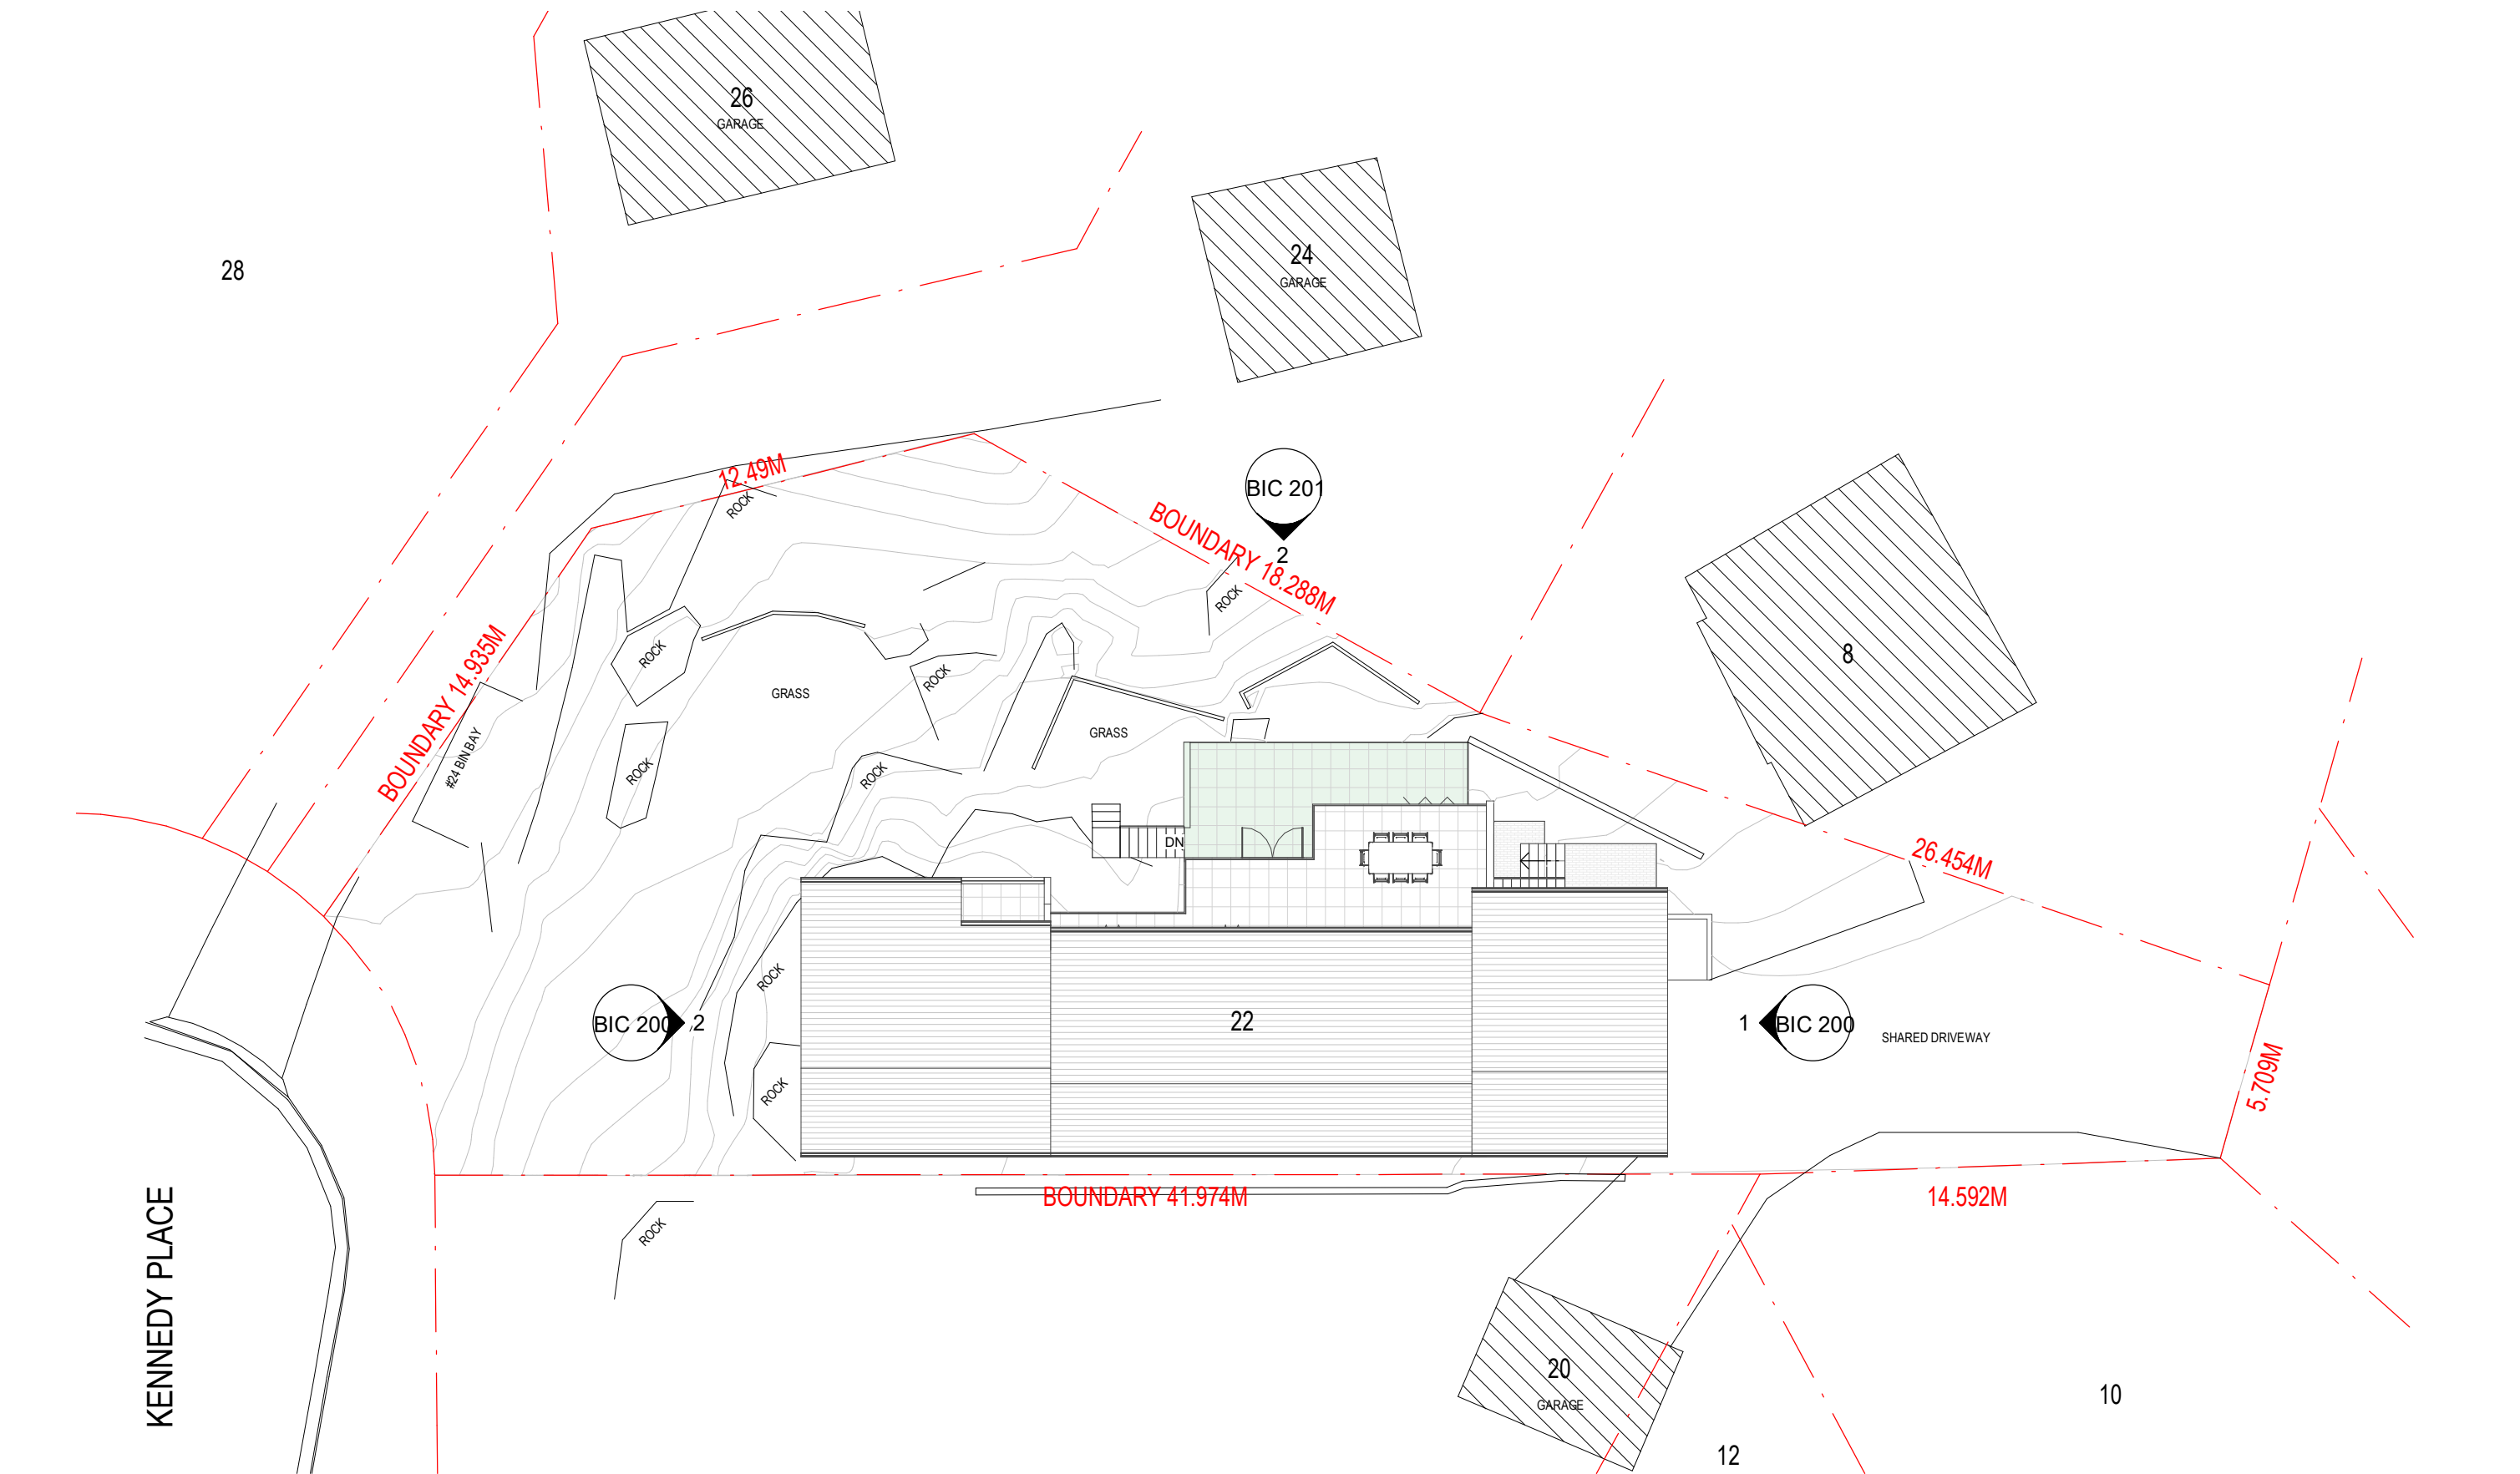 26
GARAGE
24
GARAGE
28
12.49M
ROCK
BIC 201
2
BOUNDARY 18.288M
ROCK
BOUNDARY 14.935M
ROCK
8
ROCK
GRASS
GRASS
#24 BIN BAY
ROCK
ROCK
DN
26.454M
ROCK
BIC 200
2
22
1
BIC 200
SHARED DRIVEWAY
ROCK
5.709M
BOUNDARY 41.974M
14.592M
ROCK
KENNEDY PLACE
20
GARAGE
10
12